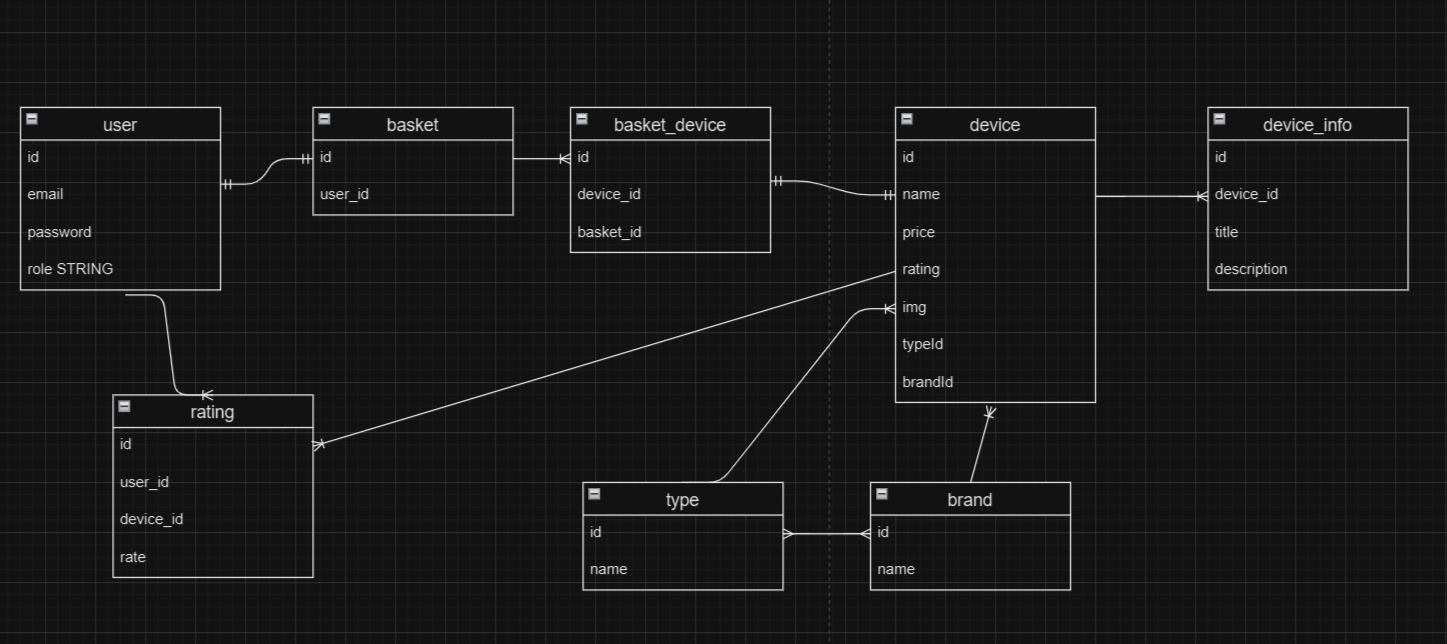 user
id
email
password
role STRING
basket
id
user_id
basket_device
id
device_id
basket_id
device
id
name
price
rating
img
typeId
brandId
device_info
id
device_id
title
description
rating
id
user_id
device_id
rate
type
id
name
brand
id
name